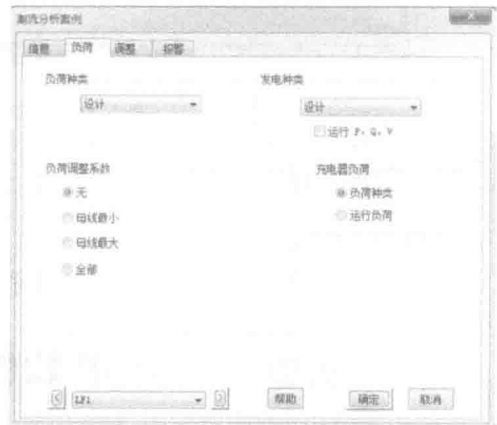 潮流分析案例
信息 负荷 调整 报警
负荷种类 发电种类
设计 设计
运行 P, Q, V
负荷调整系数 充电器负荷
无 负荷种类
母线最小 运行负荷
母线最大
全部
< LF1 > 帮助 确定 取消